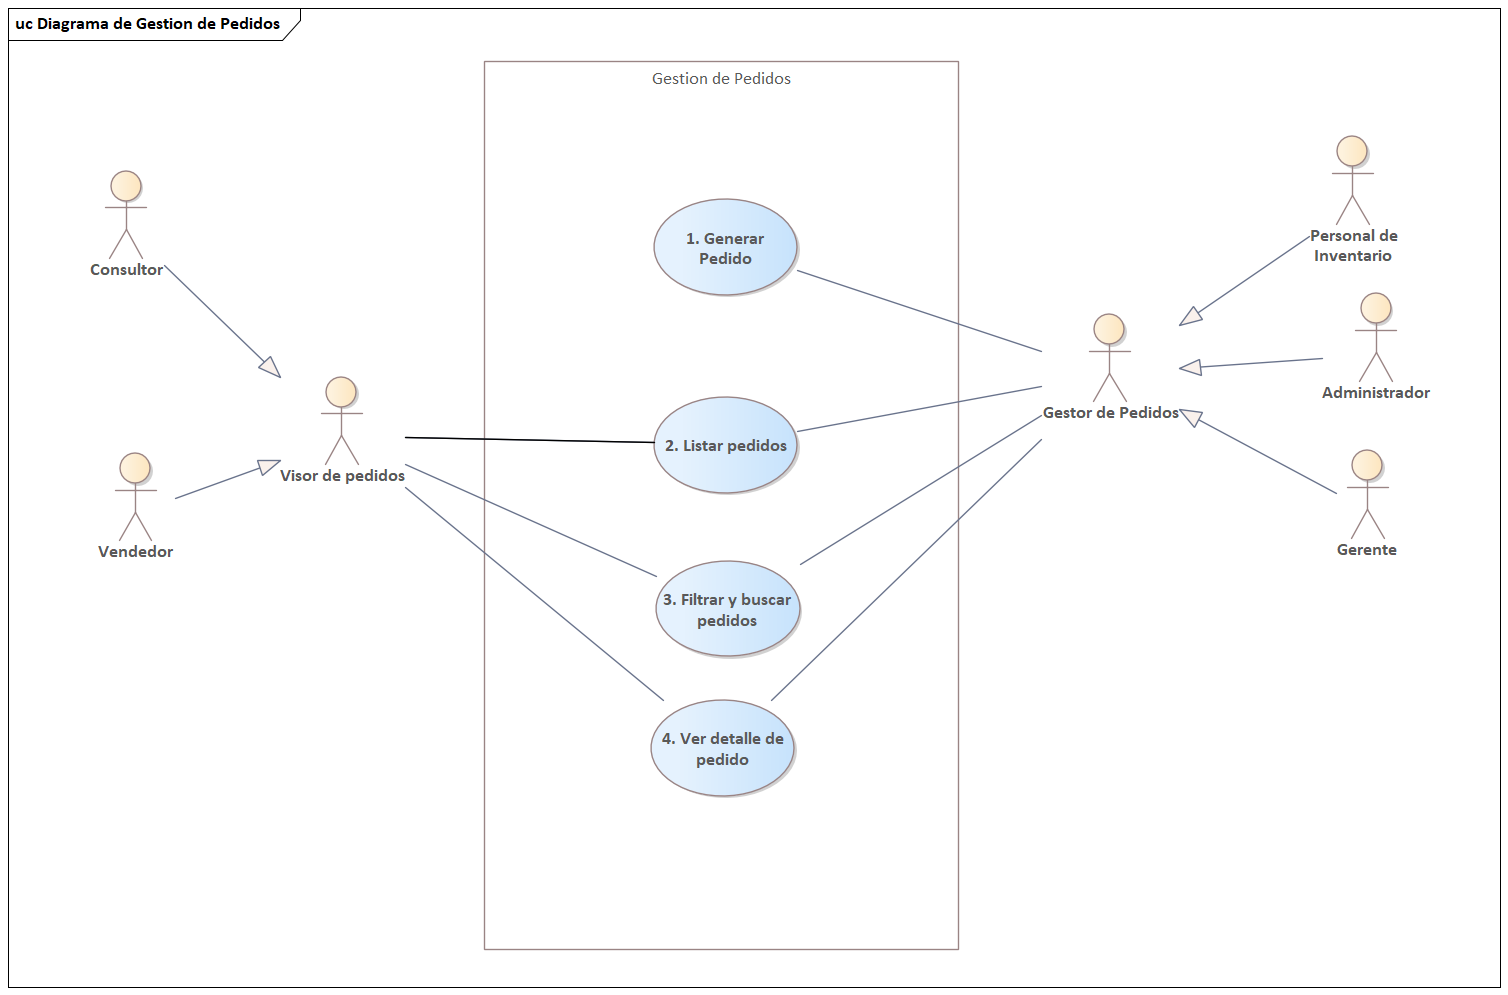 uc Diagrama de Gestion de Pedidos
Gestion de Pedidos
Consultor
Vendedor
Visor de pedidos
1. Generar
Pedido
2. Listar pedidos
3. Filtrar y buscar
pedidos
4. Ver detalle de
pedido
Gestor de Pedidos
Personal de
Inventario
Administrador
Gerente